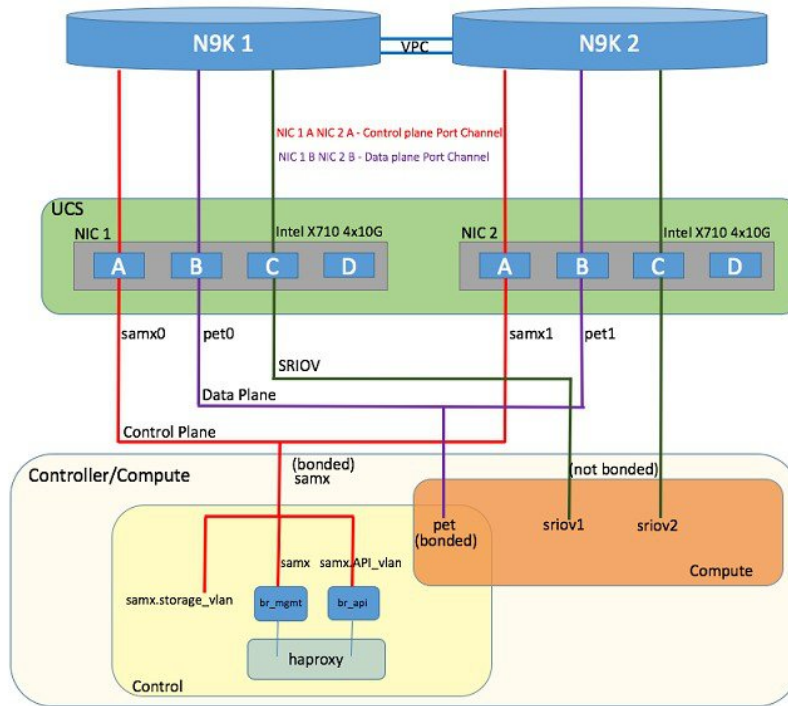 N9K 1
VPC
N9K 2
NIC 1 A NIC 2 A - Control plane Port Channel
NIC 1 B NIC 2 B - Data plane Port Channel
UCS
NIC 1
Intel X710 4x10G
NIC 2
Intel X710 4x10G
A
B
C
D
A
B
C
D
samx0
pet0
samx1
pet1
SRIOV
Data Plane
Control Plane
(bonded)
samx
(not bonded)
Controller/Compute
pet
(bonded)
sriov1
sriov2
Compute
samx
samx.API_vlan
samx.storage_vlan
br_mgmt
br_api
haproxy
Control